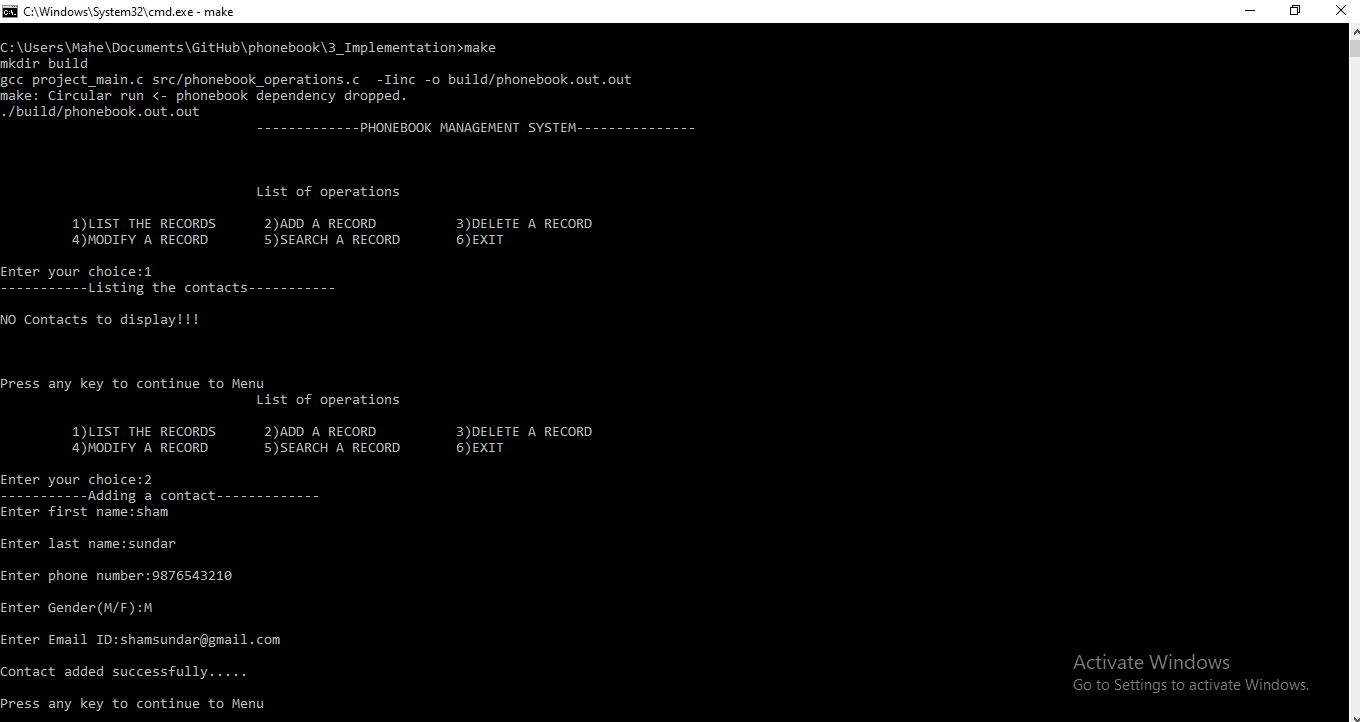 C:\Windows\System32\cmd.exe - make
C:\Users\Mahe\Documents\GitHub\phonebook\3_Implementation>make
mkdir build
gcc project_main.c src/phonebook_operations.c  -Iinc -o build/phonebook.out.out
make: Circular run <- phonebook dependency dropped.
./build/phonebook.out.out
-------------PHONEBOOK MANAGEMENT SYSTEM---------------
List of operations
1)LIST THE RECORDS      2)ADD A RECORD          3)DELETE A RECORD
4)MODIFY A RECORD       5)SEARCH A RECORD       6)EXIT
Enter your choice:1
-----------Listing the contacts-----------
NO Contacts to display!!!
Press any key to continue to Menu
List of operations
1)LIST THE RECORDS      2)ADD A RECORD          3)DELETE A RECORD
4)MODIFY A RECORD       5)SEARCH A RECORD       6)EXIT
Enter your choice:2
-----------Adding a contact-------------
Enter first name:sham
Enter last name:sundar
Enter phone number:9876543210
Enter Gender(M/F):M
Enter Email ID:shamsundar@gmail.com
Contact added successfully.....
Press any key to continue to Menu
Activate Windows
Go to Settings to activate Windows.